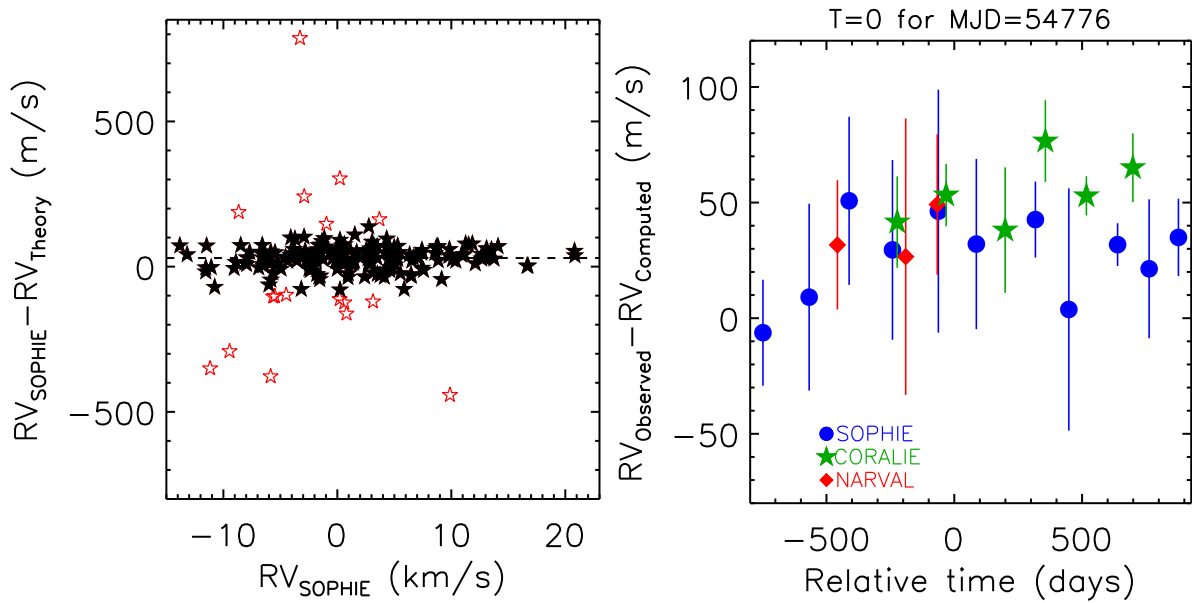 T=0 for MJD=54776
500
0
−500
RV_SOPHIE−RV_Theory (m/s)
−10 0 10 20
RV_SOPHIE (km/s)
100
50
0
−50
RV_Observed−RV_Computed (m/s)
SOPHIE
CORALIE
NARVAL
−500 0 500
Relative time (days)